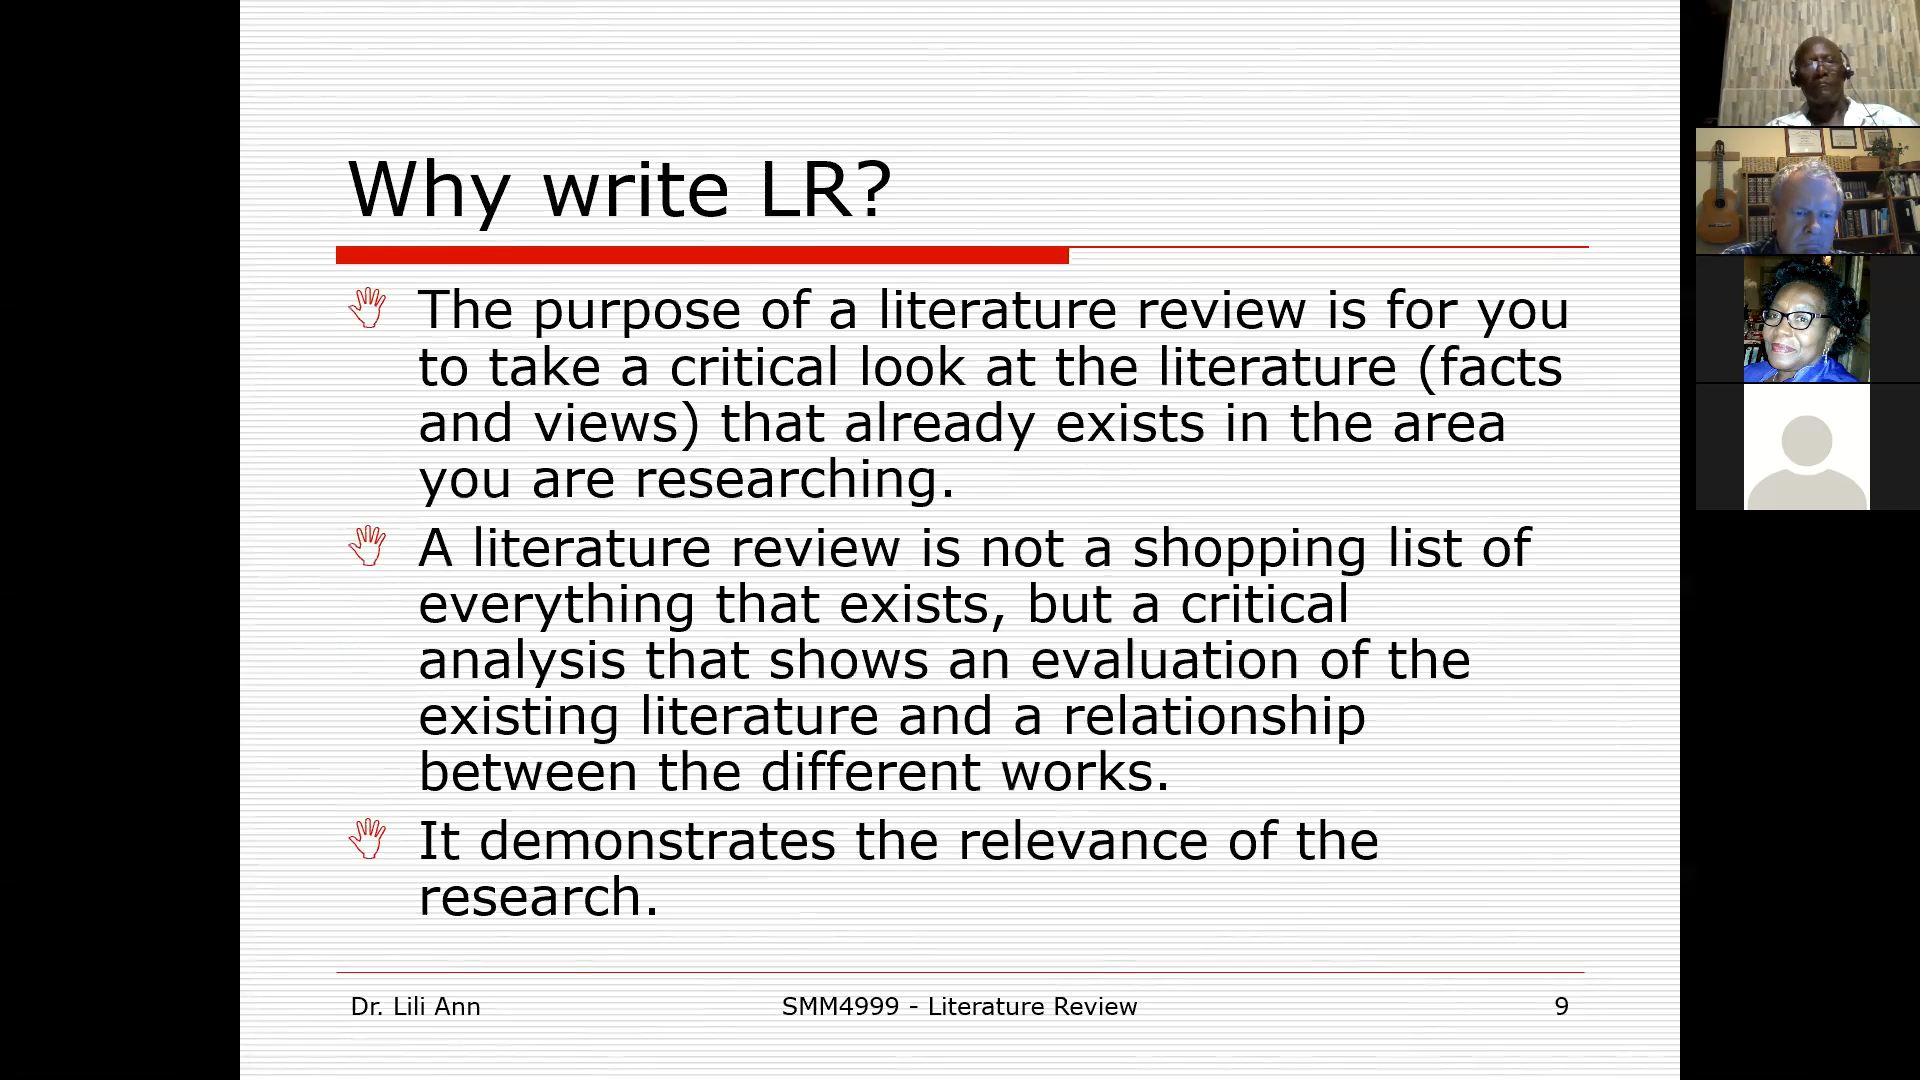 Why write LR?
The purpose of a literature review is for you
to take a critical look at the literature (facts
and views) that already exists in the area
you are researching.
A literature review is not a shopping list of
everything that exists, but a critical
analysis that shows an evaluation of the
existing literature and a relationship
between the different works.
It demonstrates the relevance of the
research.
Dr. Lili Ann
SMM4999 - Literature Review
9